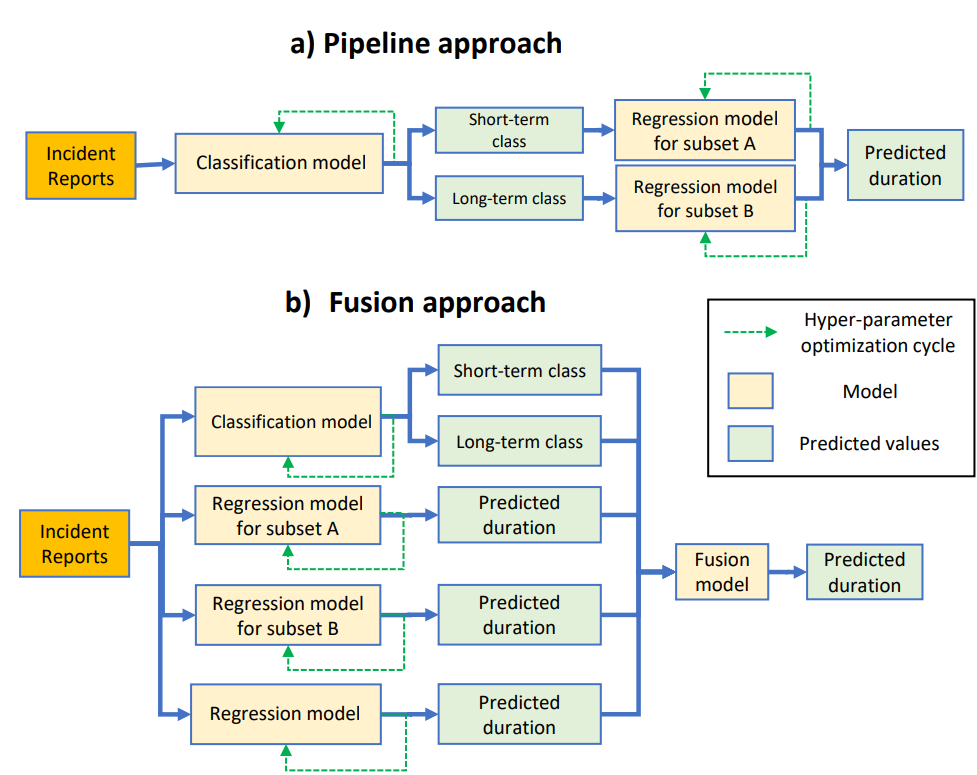 a) Pipeline approach
Incident
Reports
Classification model
Short-term
class
Long-term class
Regression model
for subset A
Regression model
for subset B
Predicted
duration
b) Fusion approach
Hyper-parameter
optimization cycle
Model
Predicted values
Incident
Reports
Classification model
Short-term class
Long-term class
Regression model
for subset A
Predicted
duration
Regression model
for subset B
Predicted
duration
Regression model
Predicted
duration
Fusion
model
Predicted
duration